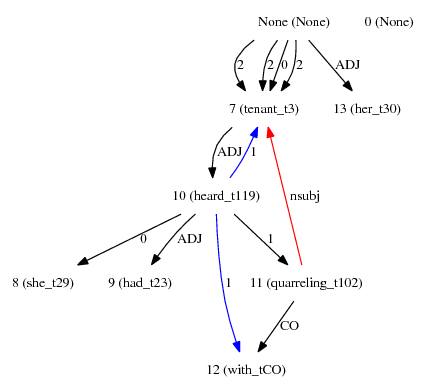 None (None) 0 (None)
2 2 0 2 ADJ
7 (tenant_t3) 13 (her_t30)
ADJ 1 nsubj
10 (heard_t119)
0 ADJ 1 1
8 (she_t29) 9 (had_t23) 11 (quarreling_t102)
CO
12 (with_tCO)